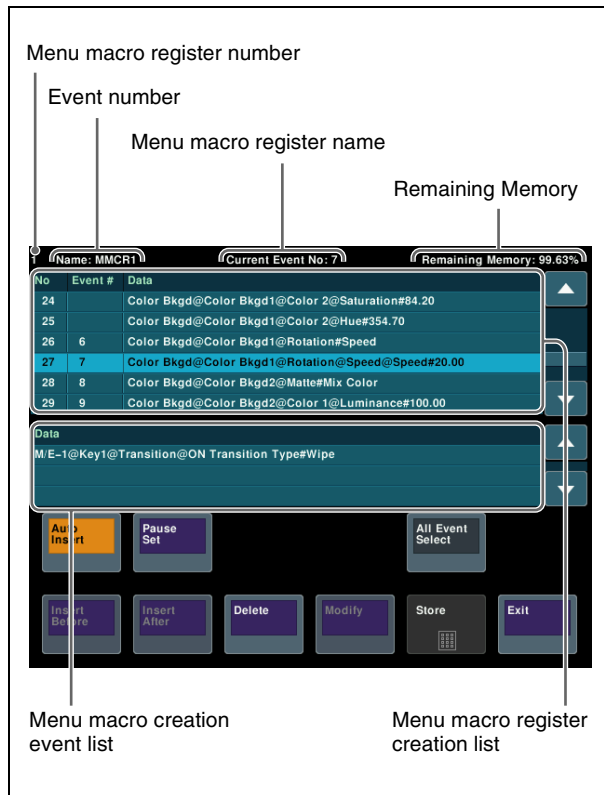 Menu macro register number
Event number
Menu macro register name
Remaining Memory
1 Name: MMCR1 Current Event No: 7 Remaining Memory: 99.63%
No Event # Data
24 Color Bkgd@Color Bkgd1@Color 2@Saturation#84.20
25 Color Bkgd@Color Bkgd1@Color 2@Hue#354.70
26 6 Color Bkgd@Color Bkgd1@Rotation#Speed
27 7 Color Bkgd@Color Bkgd1@Rotation@Speed@Speed#20.00
28 8 Color Bkgd@Color Bkgd2@Matte#Mix Color
29 9 Color Bkgd@Color Bkgd2@Color 1@Luminance#100.00
Data
M/E-1@Key1@Transition@ON Transition Type#Wipe
Auto Insert
Pause Set
All Event Select
Insert Before
Insert After
Delete
Modify
Store
Exit
Menu macro creation
event list
Menu macro register
creation list